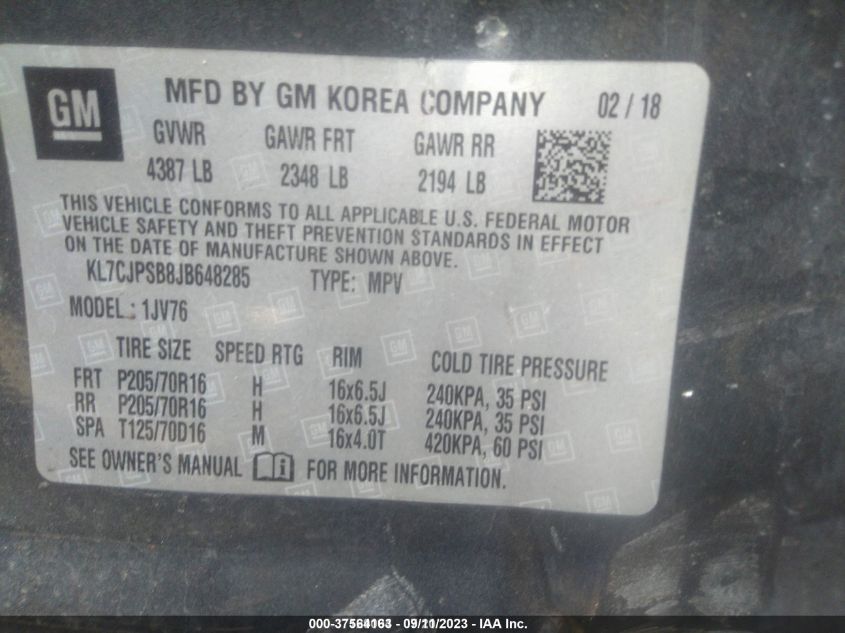 GM
MFD BY GM KOREA COMPANY 02 / 18
GVWR GAWR FRT GAWR RR
4387 LB 2348 LB 2194 LB
THIS VEHICLE CONFORMS TO ALL APPLICABLE U.S. FEDERAL MOTOR
VEHICLE SAFETY AND THEFT PREVENTION STANDARDS IN EFFECT
ON THE DATE OF MANUFACTURE SHOWN ABOVE.
KL7CJPSB8JB648285 TYPE: MPV
MODEL : 1JV76
TIRE SIZE SPEED RTG RIM COLD TIRE PRESSURE
FRT P205/70R16 H 16x6.5J 240KPA, 35 PSI
RR P205/70R16 H 16x6.5J 240KPA, 35 PSI
SPA T125/70D16 M 16x4.0T 420KPA, 60 PSI
SEE OWNER'S MANUAL FOR MORE INFORMATION.
09/11/2023 - IAA Inc.